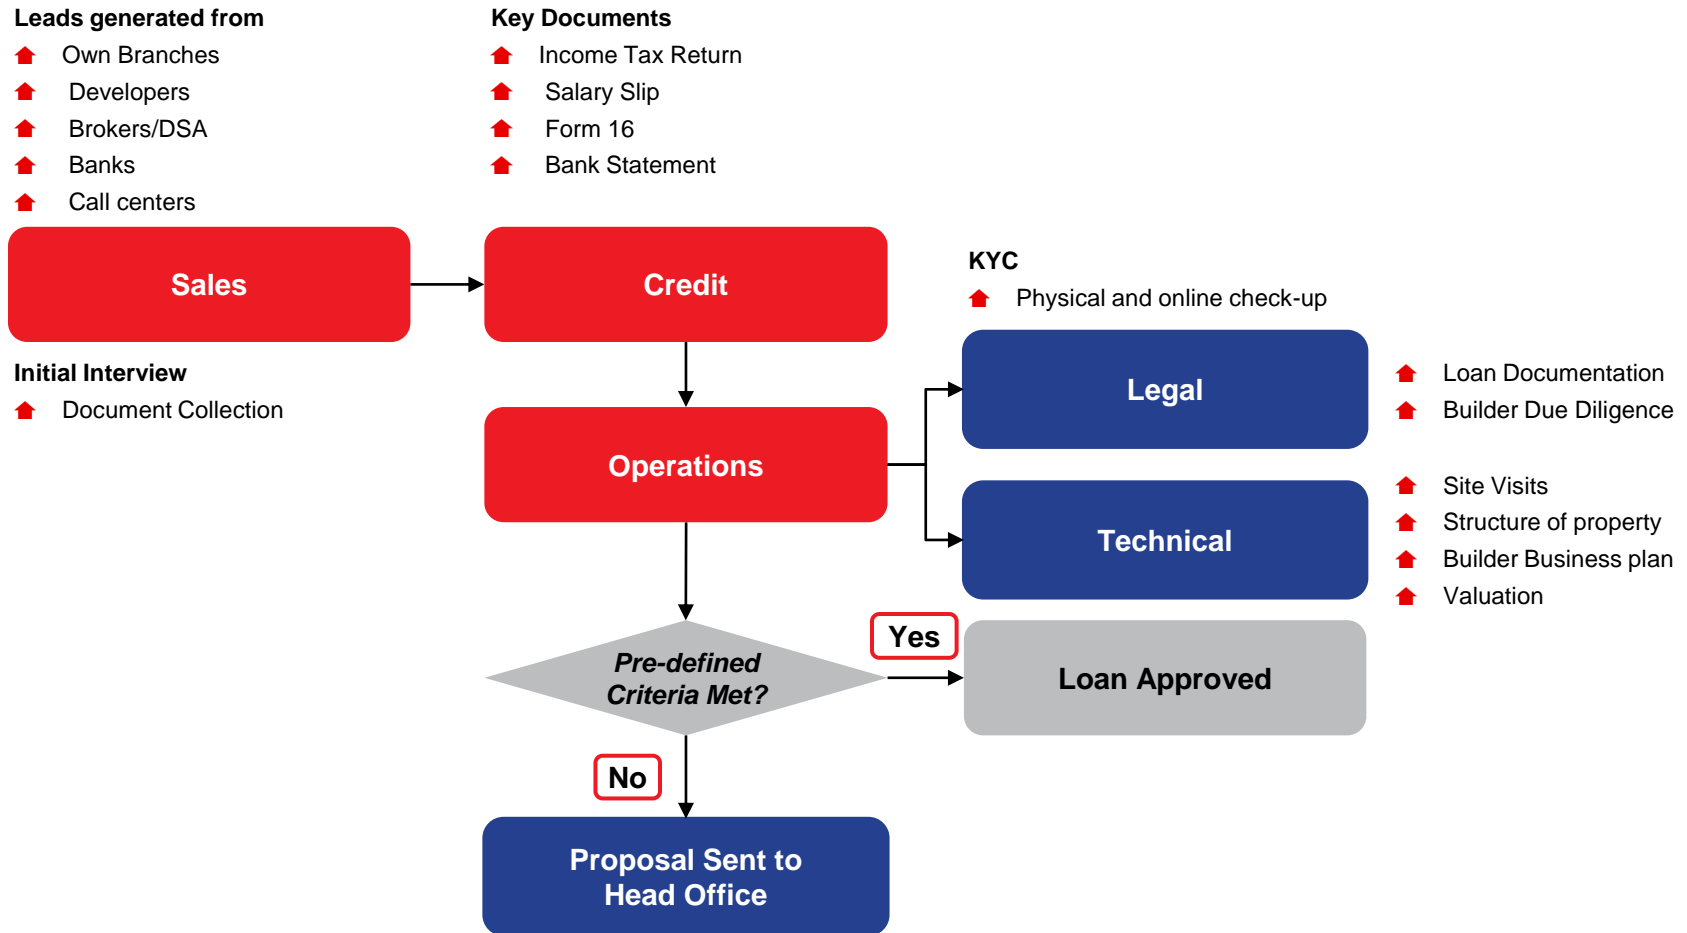 Leads generated from
Own Branches
Developers
Brokers/DSA
Banks
Call centers
Key Documents
Income Tax Return
Salary Slip
Form 16
Bank Statement
Sales
Credit
KYC
Physical and online check-up
Initial Interview
Document Collection
Operations
Legal
Loan Documentation
Builder Due Diligence
Technical
Site Visits
Structure of property
Builder Business plan
Valuation
Pre-defined
Criteria Met?
Yes
Loan Approved
No
Proposal Sent to
Head Office